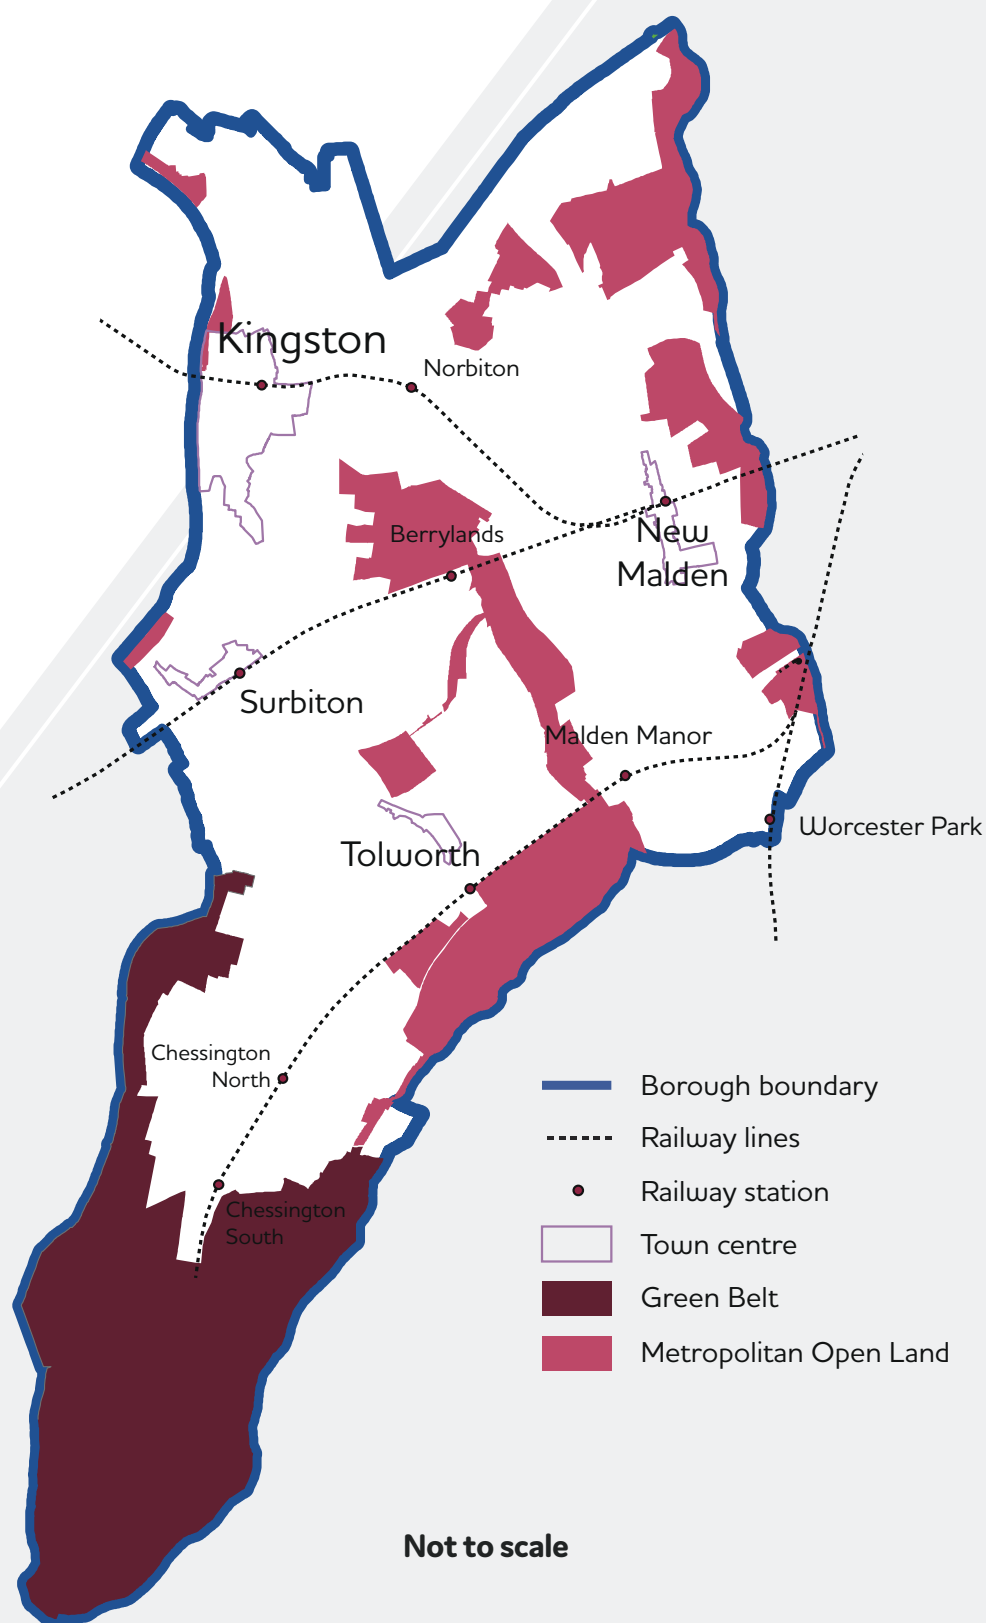 Kingston
Norbiton
Berrylands
New
Malden
Surbiton
Malden Manor
Worcester Park
Tolworth
Chessington
North
Chessington
South
Borough boundary
Railway lines
Railway station
Town centre
Green Belt
Metropolitan Open Land
Not to scale